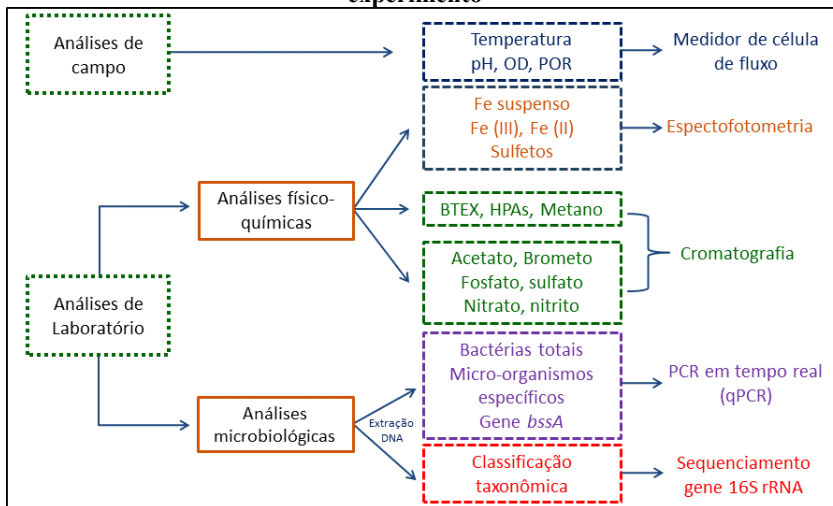 experimento
Análises de
campo
Temperatura
pH, OD, POR
Medidor de célula
de fluxo
Fe suspenso
Fe (III), Fe (II)
Sulfetos
Espectofotometria
Análises físico-
químicas
BTEX, HPAs, Metano
Acetato, Brometo
Fosfato, sulfato
Nitrato, nitrito
Cromatografia
Análises de
Laboratório
Análises
microbiológicas
Extração
DNA
Bactérias totais
Micro-organismos
específicos
Gene bssA
PCR em tempo real
(qPCR)
Classificação
taxonômica
Sequenciamento
gene 16S rRNA